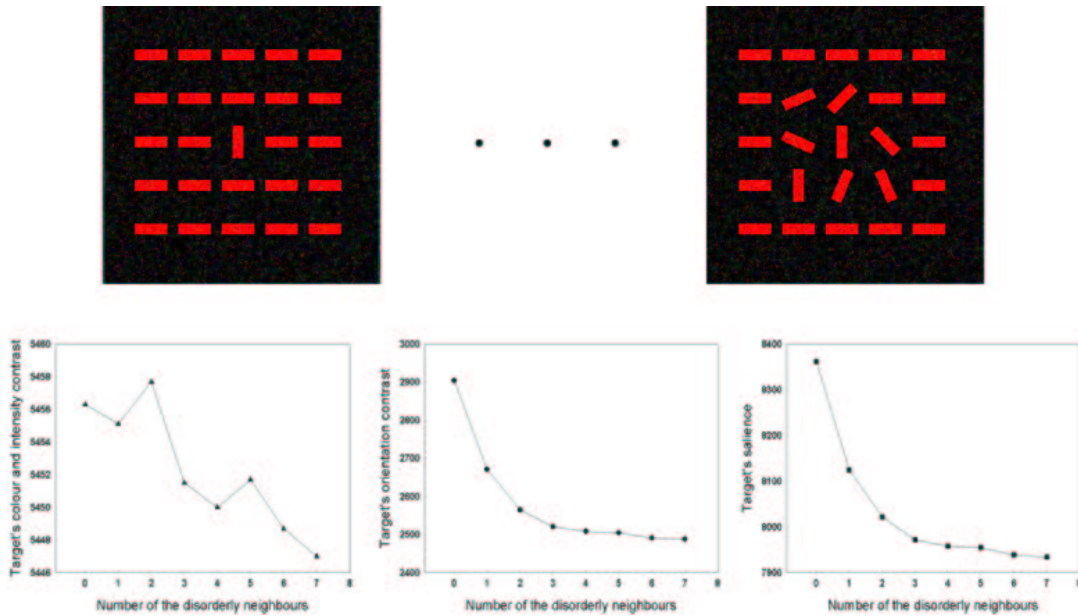 Target's colour and intensity contrast
5460
5458
5456
5454
5452
5450
5448
5446
0 1 2 3 4 5 6 7 8
Number of the disorderly neighbours
Target's orientation contrast
3000
2900
2800
2700
2600
2500
2400
0 1 2 3 4 5 6 7 8
Number of the disorderly neighbours
Target's salience
8400
8300
8200
8100
8000
7900
0 1 2 3 4 5 6 7
Number of the disorderly neighbours